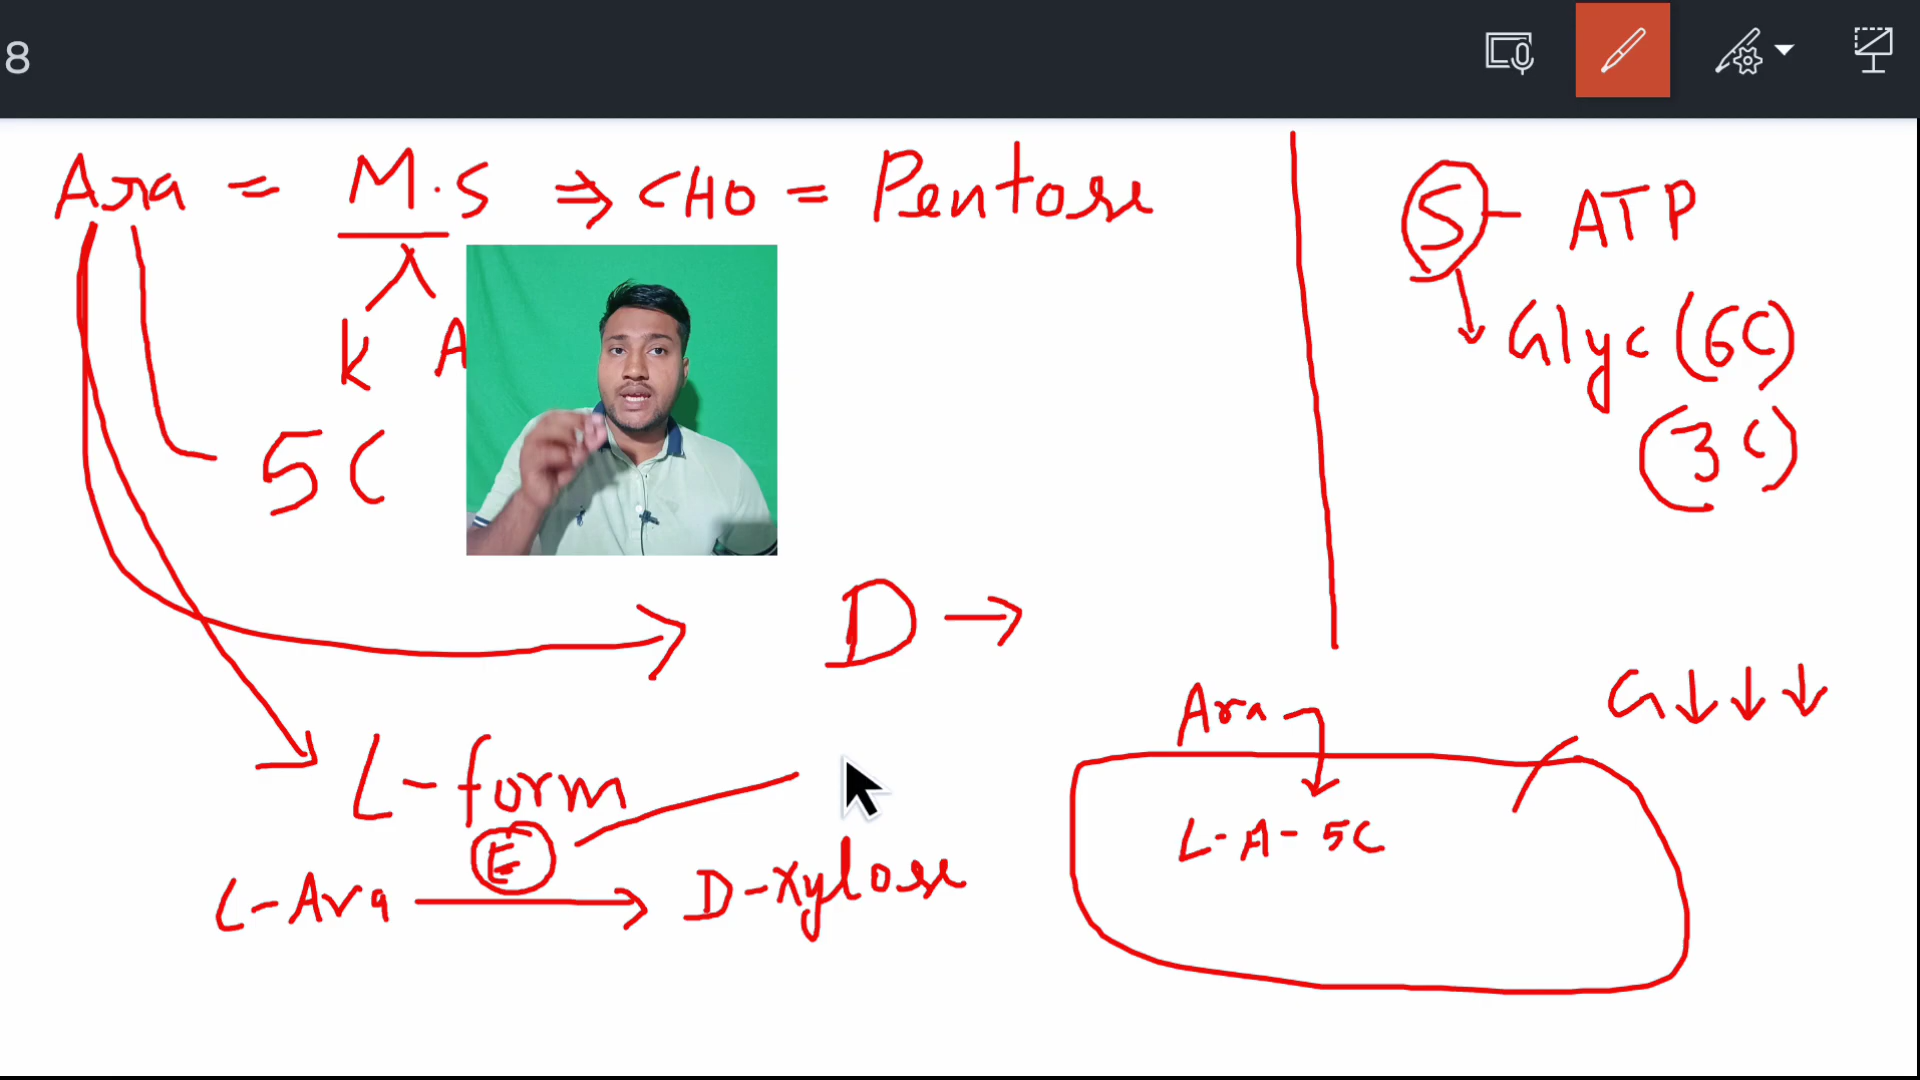 8
Ara = M.S ⇒ CHO = Pentose
K A
5C
D →
L-form
E
L-Ara → D-Xylose
S - ATP
Glyc (6C)
(3C)
G↓↓↓
Ara
L-A-5C